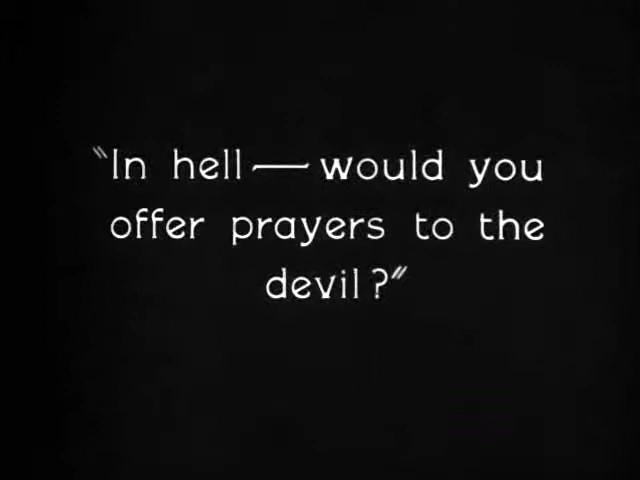 "In hell — would you
offer prayers to the
devil?"